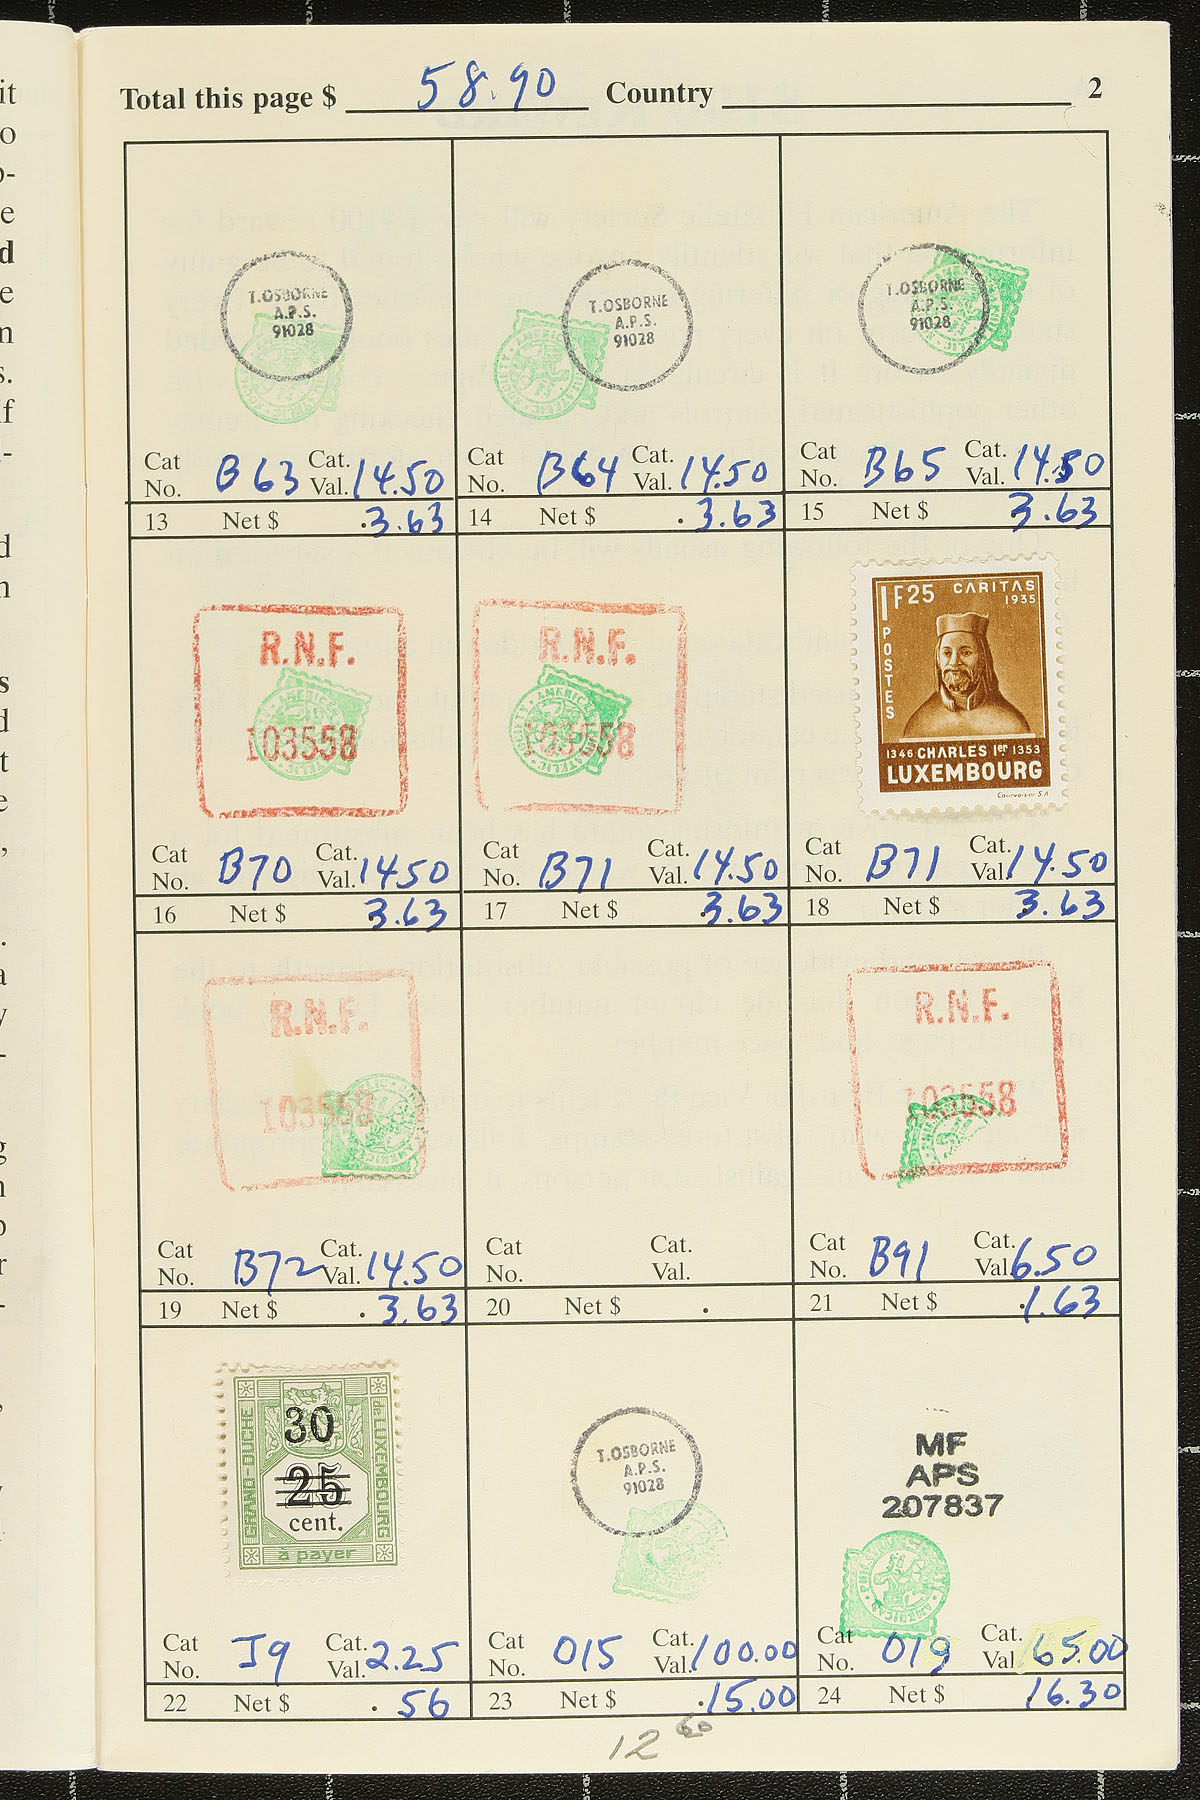 Total this page $ 58.90 Country 2
T.OSBORNE
A.P.S.
91028
Cat No. B63 Cat. Val. 14.50
13 Net $ 3.63
T.OSBORNE
A.P.S.
91028
Cat No. B64 Cat. Val. 14.50
14 Net $ .3.63
T.OSBORNE
A.P.S.
91028
Cat No. B65 Cat. Val. 14.50
15 Net $ 3.63
R.N.F.
103558
Cat No. B70 Cat. Val. 1450
16 Net $ 3.63
R.N.F.
103558
Cat No. B71 Cat. Val. 14.50
17 Net $ 3.63
1F25 CARITAS
1935
POSTES
1346 CHARLES Ier 1353
LUXEMBOURG
Courvoisier S.A
Cat No. B71 Cat. Val. 14.50
18 Net $ 3.63
R.N.F.
103558
Cat No. B72 Cat. Val. 14.50
19 Net $ .3.63
Cat No. Cat. Val.
20 Net $ .
R.N.F.
103558
Cat No. B91 Cat. Val. 6.50
21 Net $ 1.63
GRAND-DUCHÉ de LUXEMBOURG
30
25
cent.
à payer
Cat No. J9 Cat. Val. 2.25
22 Net $ .56
T.OSBORNE
A.P.S.
91028
Cat No. O15 Cat. Val. 100.00
23 Net $ .15.00
MF
APS
207837
Cat No. O19 Cat. Val. 65.00
24 Net $ 16.30
12 60